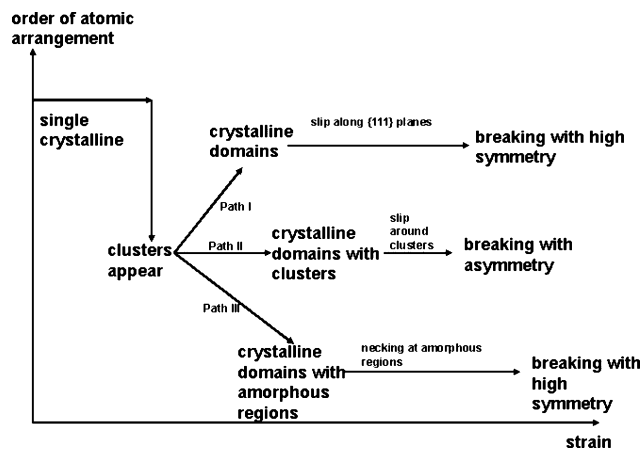 order of atomic
arrangement
single
crystalline
clusters
appear
Path I
crystalline
domains
slip along {111} planes
breaking with high
symmetry
Path II
crystalline
domains with
clusters
slip
around
clusters
breaking with
asymmetry
Path III
crystalline
domains with
amorphous
regions
necking at amorphous
regions
breaking with
high
symmetry
strain